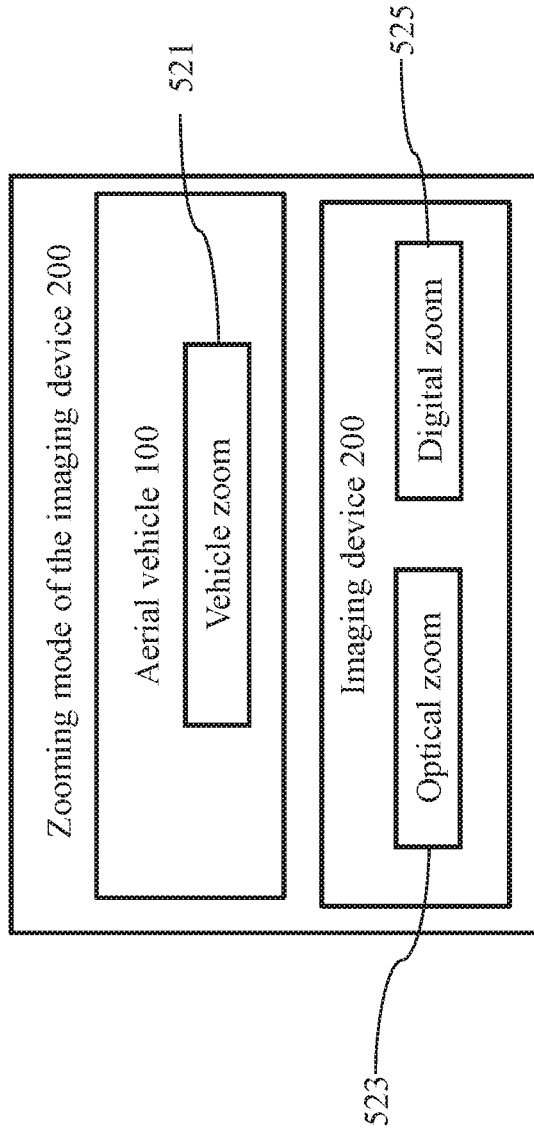 Zooming mode of the imaging device 200
Aerial vehicle 100
Vehicle zoom
521
Imaging device 200
Optical zoom
Digital zoom
523
525